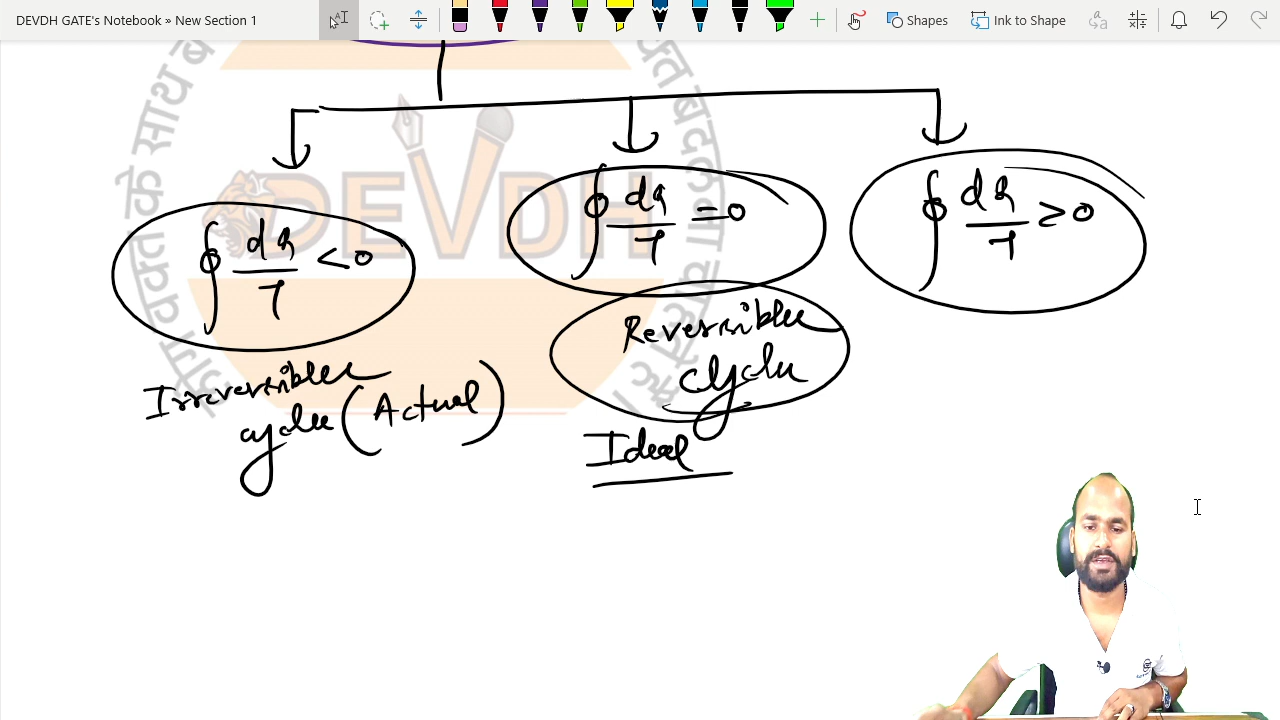 DEVDH GATE's Notebook » New Section 1
Shapes
Ink to Shape
DEVDH
∮ dQ/T < 0
∮ dQ/T = 0
∮ dQ/T > 0
Reversible
cycle
Irreversible
cycle (Actual)
Ideal